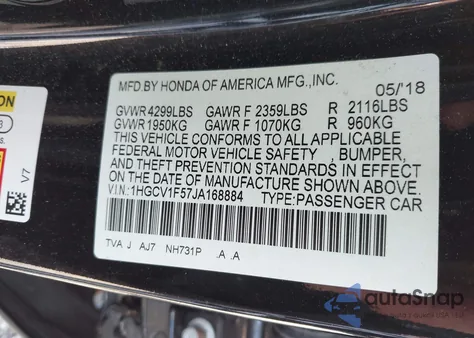 MFD.BY HONDA OF AMERICA MFG.,INC. 05/'18
GVWR 4299LBS GAWR F 2359LBS R 2116LBS
GVWR 1950KG GAWR F 1070KG R 960KG
THIS VEHICLE CONFORMS TO ALL APPLICABLE
FEDERAL MOTOR VEHICLE SAFETY , BUMPER,
AND THEFT PREVENTION STANDARDS IN EFFECT
ON THE DATE OF MANUFACTURE SHOWN ABOVE.
V.I.N:1HGCV1F57JA168884 TYPE:PASSENGER CAR
TVA J AJ7 NH731P .A .A
V7
autoSnap